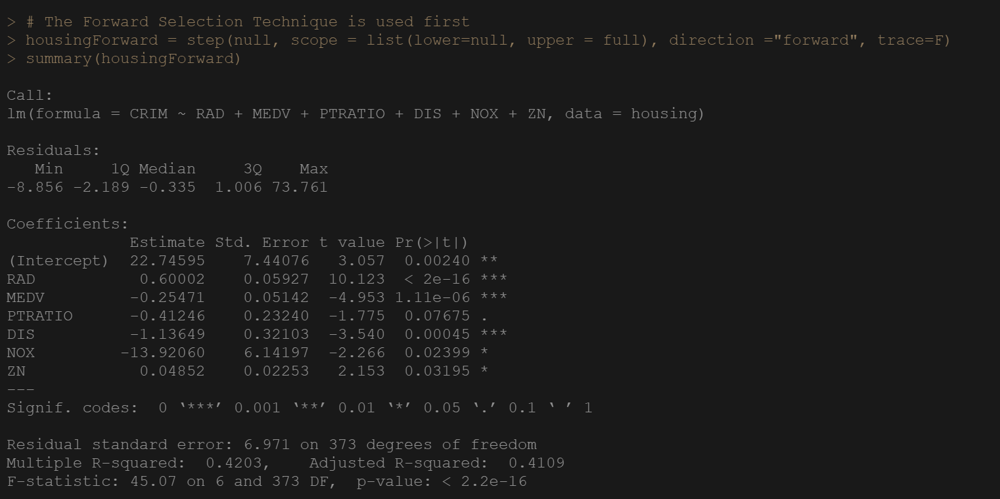 > # The Forward Selection Technique is used first
> housingForward = step(null, scope = list(lower=null, upper = full), direction ="forward", trace=F)
> summary(housingForward)
Call:
lm(formula = CRIM ~ RAD + MEDV + PTRATIO + DIS + NOX + ZN, data = housing)
Residuals:
   Min     1Q Median     3Q    Max
-8.856 -2.189 -0.335  1.006 73.761
Coefficients:
             Estimate Std. Error t value Pr(>|t|)
(Intercept)  22.74595    7.44076   3.057  0.00240 **
RAD           0.60002    0.05927  10.123  < 2e-16 ***
MEDV         -0.25471    0.05142  -4.953 1.11e-06 ***
PTRATIO      -0.41246    0.23240  -1.775  0.07675 .
DIS          -1.13649    0.32103  -3.540  0.00045 ***
NOX         -13.92060    6.14197  -2.266  0.02399 *
ZN            0.04852    0.02253   2.153  0.03195 *
---
Signif. codes:  0 ‘***’ 0.001 ‘**’ 0.01 ‘*’ 0.05 ‘.’ 0.1 ‘ ’ 1
Residual standard error: 6.971 on 373 degrees of freedom
Multiple R-squared:  0.4203,    Adjusted R-squared:  0.4109
F-statistic: 45.07 on 6 and 373 DF,  p-value: < 2.2e-16